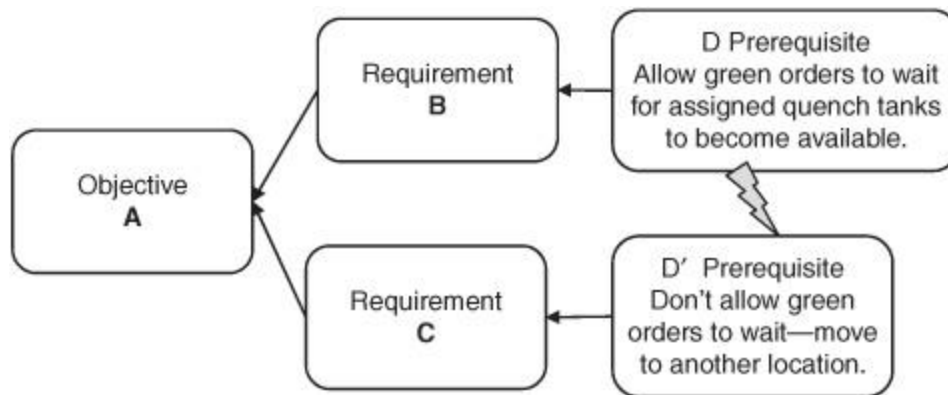 Objective
A
Requirement
B
D Prerequisite
Allow green orders to wait
for assigned quench tanks
to become available.
Requirement
C
D′ Prerequisite
Don't allow green
orders to wait—move
to another location.